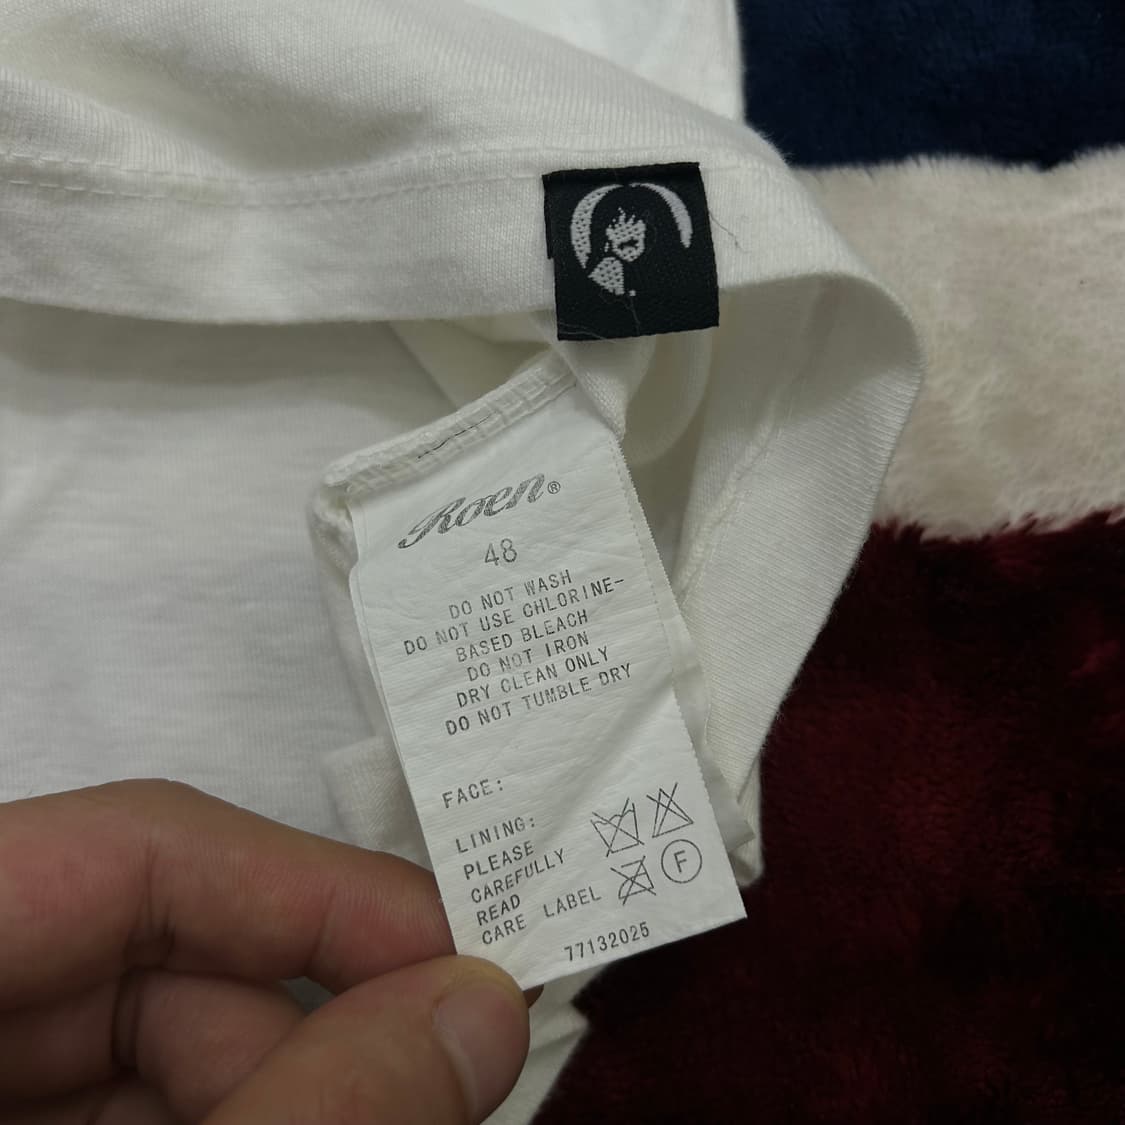 Roen®
48
DO NOT WASH
DO NOT USE CHLORINE-
BASED BLEACH
DO NOT IRON
DRY CLEAN ONLY
DO NOT TUMBLE DRY
FACE:
LINING:
PLEASE
CAREFULLY
READ
CARE LABEL
F
77132025